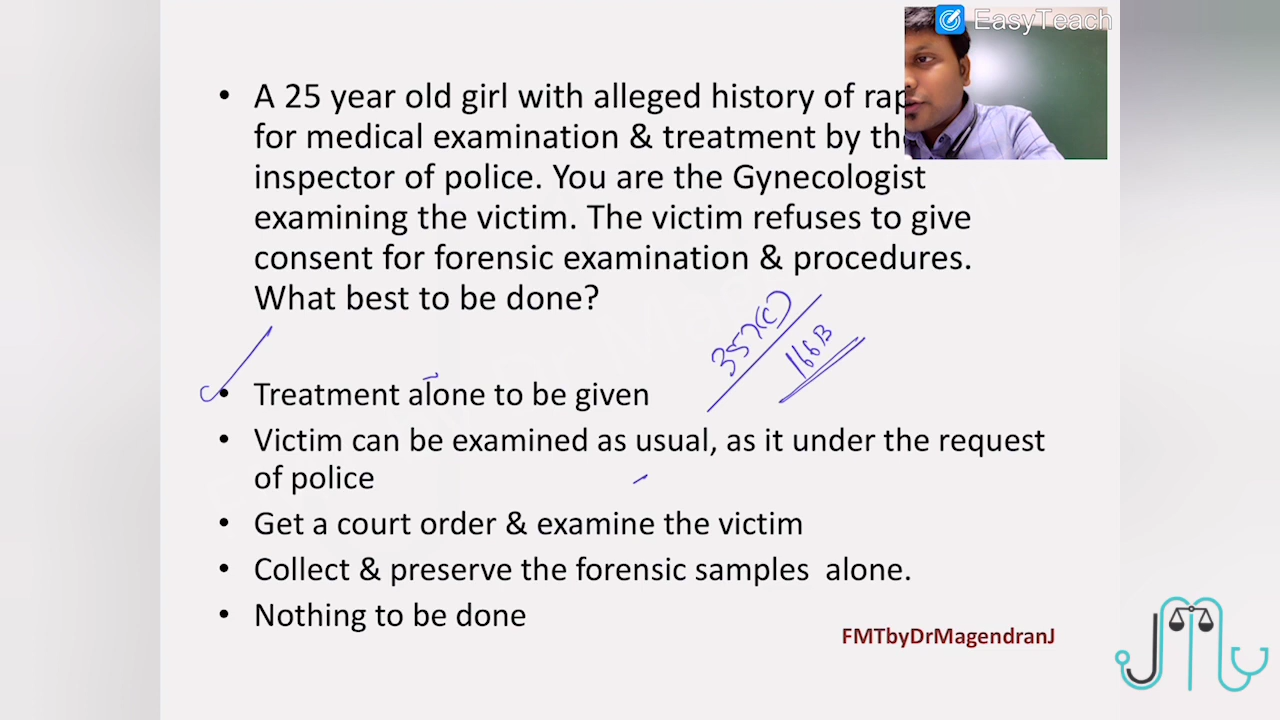 EasyTeach
• A 25 year old girl with alleged history of
for medical examination & treatment by
inspector of police. You are the Gynecologist
examining the victim. The victim refuses to give
consent for forensic examination & procedures.
What best to be done?
357(C)
166B
• Treatment alone to be given
• Victim can be examined as usual, as it under the request
of police
• Get a court order & examine the victim
• Collect & preserve the forensic samples alone.
• Nothing to be done
FMTbyDrMagendranJ